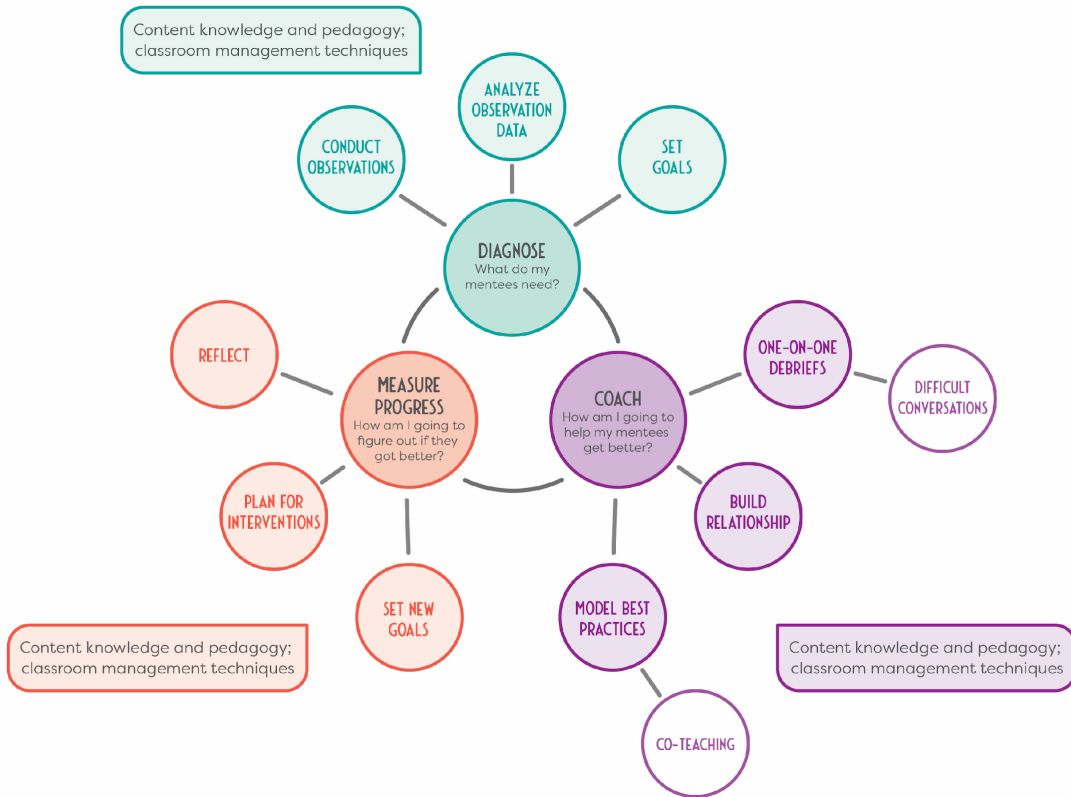 Content knowledge and pedagogy;
classroom management techniques
ANALYZE
OBSERVATION
DATA
CONDUCT
OBSERVATIONS
SET
GOALS
DIAGNOSE
What do my
mentees need?
REFLECT
MEASURE
PROGRESS
How am I going to
figure out if they
got better?
COACH
How am I going to
help my mentees
get better?
ONE-ON-ONE
DEBRIEFS
DIFFICULT
CONVERSATIONS
PLAN FOR
INTERVENTIONS
BUILD
RELATIONSHIP
SET NEW
GOALS
MODEL BEST
PRACTICES
Content knowledge and pedagogy;
classroom management techniques
Content knowledge and pedagogy;
classroom management techniques
CO-TEACHING